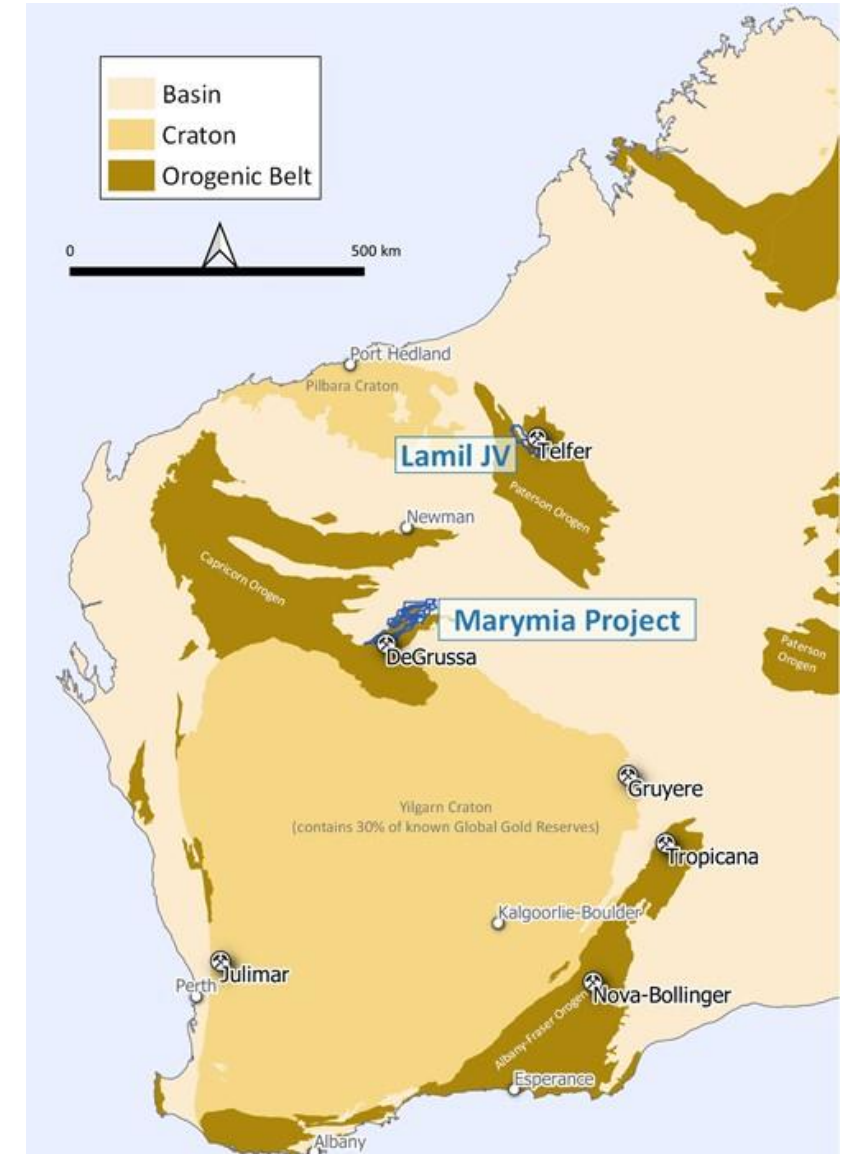 Basin
Craton
Orogenic Belt
0
500 km
Port Hedland
Pilbara Craton
Lamil JV
Telfer
Paterson Orogen
Newman
Capricorn Orogen
Marymia Project
DeGrussa
Paterson
Orogen
Gruyere
Yilgarn Craton
(contains 30% of known Global Gold Reserves)
Tropicana
Kalgoorlie-Boulder
Julimar
Perth
Nova-Bollinger
Albany-Fraser Orogen
Esperance
Albany